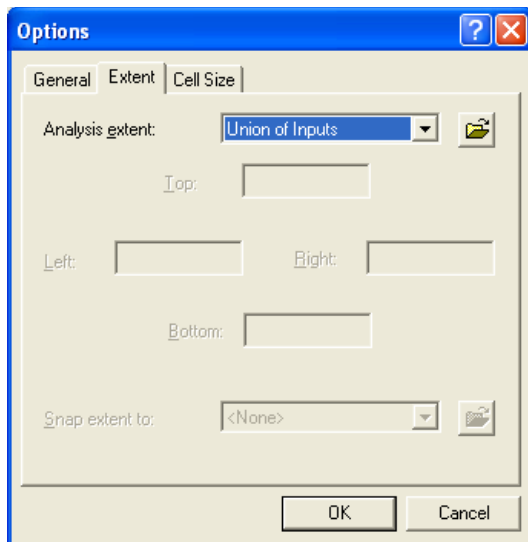 Options
General Extent Cell Size
Analysis extent: Union of Inputs
Top:
Left: Right:
Bottom:
Snap extent to: <None>
OK Cancel